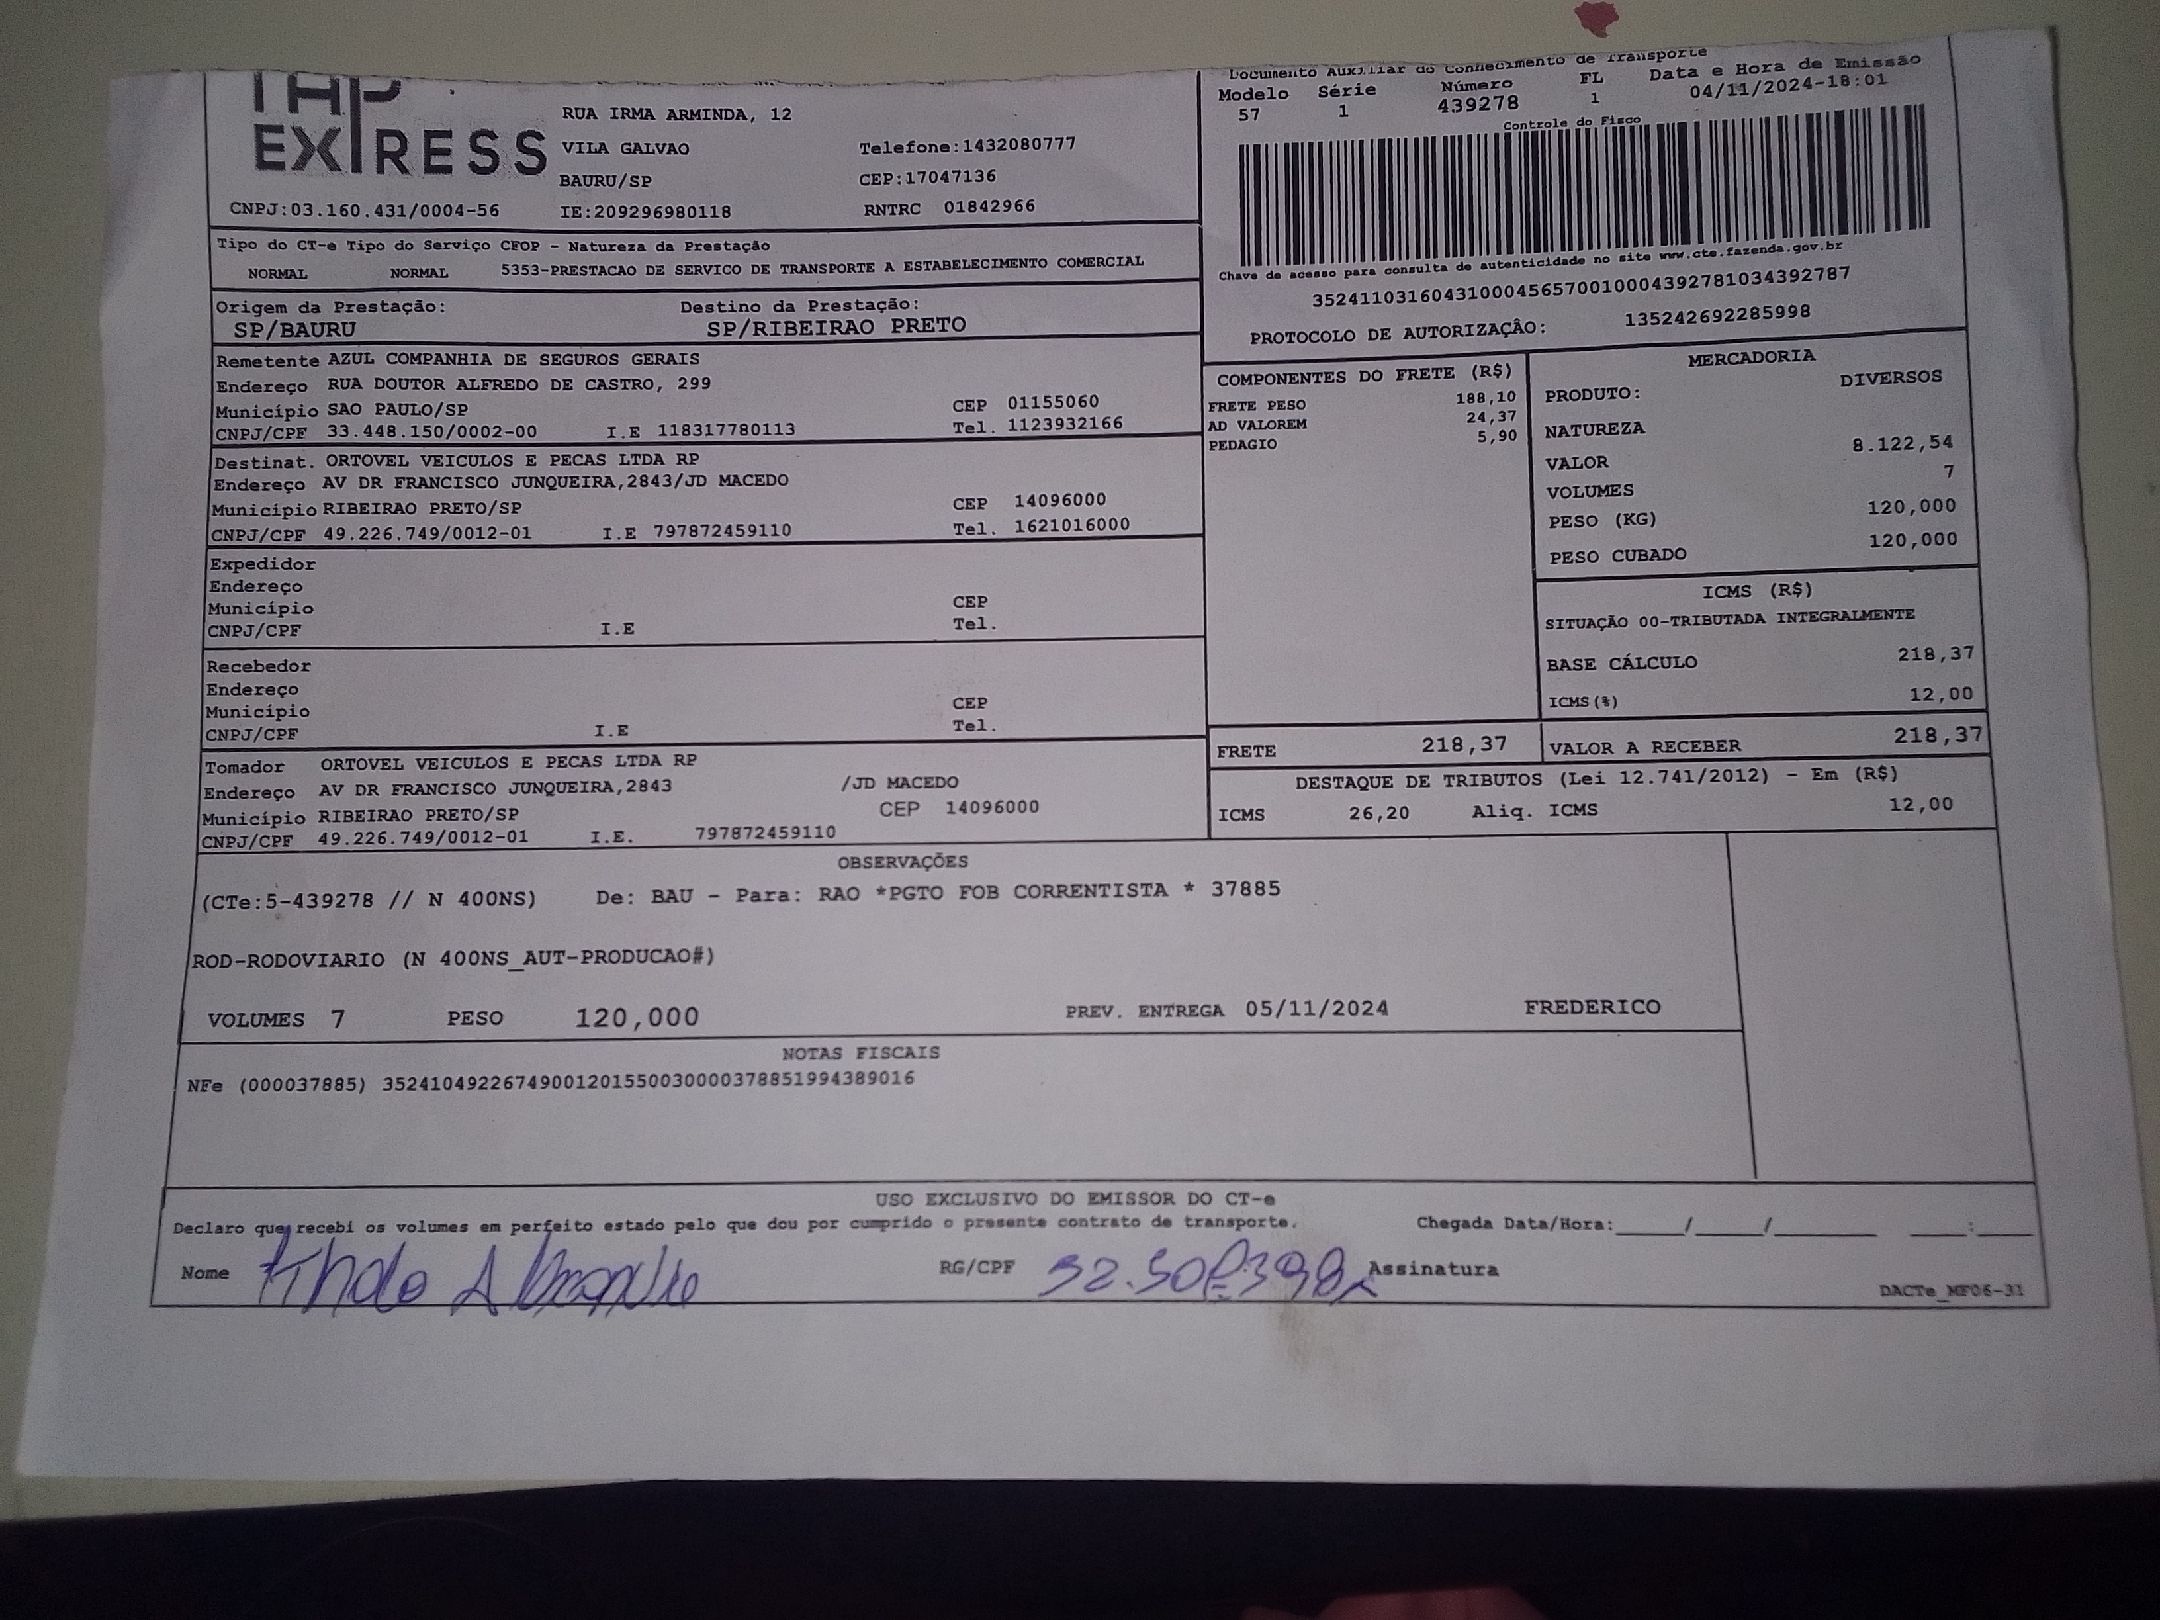 TAP
EXPRESS
RUA IRMA ARMINDA, 12
VILA GALVAO Telefone:1432080777
BAURU/SP CEP:17047136
CNPJ:03.160.431/0004-56 IE:209296980118 RNTRC 01842966
Documento Auxiliar do Conhecimento de Transporte
Modelo Série Número FL Data e Hora de Emissão
57 1 439278 1 04/11/2024-18:01
Controle do Fisco
Chave de acesso para consulta de autenticidade no site www.cte.fazenda.gov.br
35241103160431000456570010004392781034392787
PROTOCOLO DE AUTORIZAÇÃO: 135242692285998
Tipo do CT-e Tipo do Serviço CFOP - Natureza da Prestação
NORMAL NORMAL 5353-PRESTACAO DE SERVICO DE TRANSPORTE A ESTABELECIMENTO COMERCIAL
Origem da Prestação: Destino da Prestação:
SP/BAURU SP/RIBEIRAO PRETO
Remetente AZUL COMPANHIA DE SEGUROS GERAIS
Endereço RUA DOUTOR ALFREDO DE CASTRO, 299
Município SAO PAULO/SP CEP 01155060
CNPJ/CPF 33.448.150/0002-00 I.E 118317780113 Tel. 1123932166
Destinat. ORTOVEL VEICULOS E PECAS LTDA RP
Endereço AV DR FRANCISCO JUNQUEIRA,2843/JD MACEDO
Município RIBEIRAO PRETO/SP CEP 14096000
CNPJ/CPF 49.226.749/0012-01 I.E 797872459110 Tel. 1621016000
Expedidor
Endereço
Município CEP
CNPJ/CPF I.E Tel.
Recebedor
Endereço
Município CEP
CNPJ/CPF I.E Tel.
Tomador ORTOVEL VEICULOS E PECAS LTDA RP
Endereço AV DR FRANCISCO JUNQUEIRA,2843 /JD MACEDO
Município RIBEIRAO PRETO/SP CEP 14096000
CNPJ/CPF 49.226.749/0012-01 I.E. 797872459110
COMPONENTES DO FRETE (R$)
FRETE PESO 188,10
AD VALOREM 24,37
PEDAGIO 5,90
MERCADORIA
PRODUTO: DIVERSOS
NATUREZA
VALOR 8.122,54
VOLUMES 7
PESO (KG) 120,000
PESO CUBADO 120,000
ICMS (R$)
SITUAÇÃO 00-TRIBUTADA INTEGRALMENTE
BASE CÁLCULO 218,37
ICMS(%) 12,00
FRETE 218,37 VALOR A RECEBER 218,37
DESTAQUE DE TRIBUTOS (Lei 12.741/2012) - Em (R$)
ICMS 26,20 Aliq. ICMS 12,00
OBSERVAÇÕES
(CTe:5-439278 // N 400NS) De: BAU - Para: RAO *PGTO FOB CORRENTISTA * 37885
ROD-RODOVIARIO (N 400NS_AUT-PRODUCAO#)
VOLUMES 7 PESO 120,000 PREV. ENTREGA 05/11/2024 FREDERICO
NOTAS FISCAIS
NFe (000037885) 35241049226749001201550030000378851994389016
USO EXCLUSIVO DO EMISSOR DO CT-e
Declaro que recebi os volumes em perfeito estado pelo que dou por cumprido o presente contrato de transporte. Chegada Data/Hora:____/____/______ ___:___
Nome RG/CPF Assinatura
DACTe_MF06-31